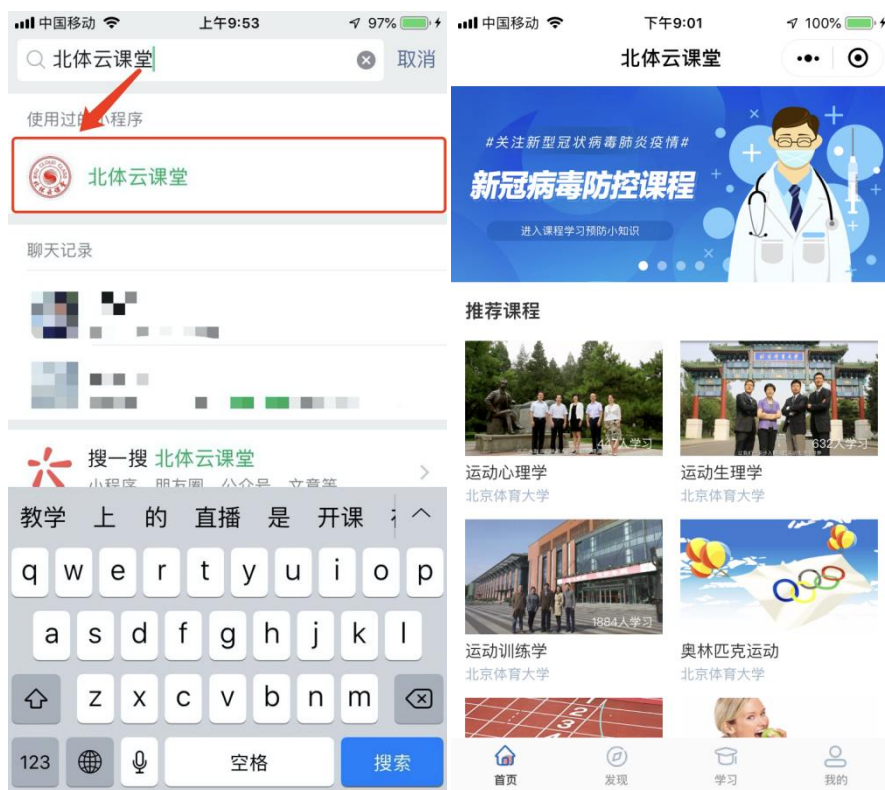 中国移动 上午9:53 97%
北体云课堂 取消
使用过的小程序
北体云课堂
聊天记录
搜一搜 北体云课堂
小程序、朋友圈、公众号、文章等
教学 上 的 直播 是 开课
q w e r t y u i o p
a s d f g h j k l
z x c v b n m
123 空格 搜索
中国移动 下午9:01 100%
北体云课堂
#关注新型冠状病毒肺炎疫情#
新冠病毒防控课程
进入课程学习预防小知识
推荐课程
447人学习
632人学习
运动心理学
运动生理学
北京体育大学
北京体育大学
1884人学习
运动训练学
奥林匹克运动
北京体育大学
北京体育大学
首页 发现 学习 我的